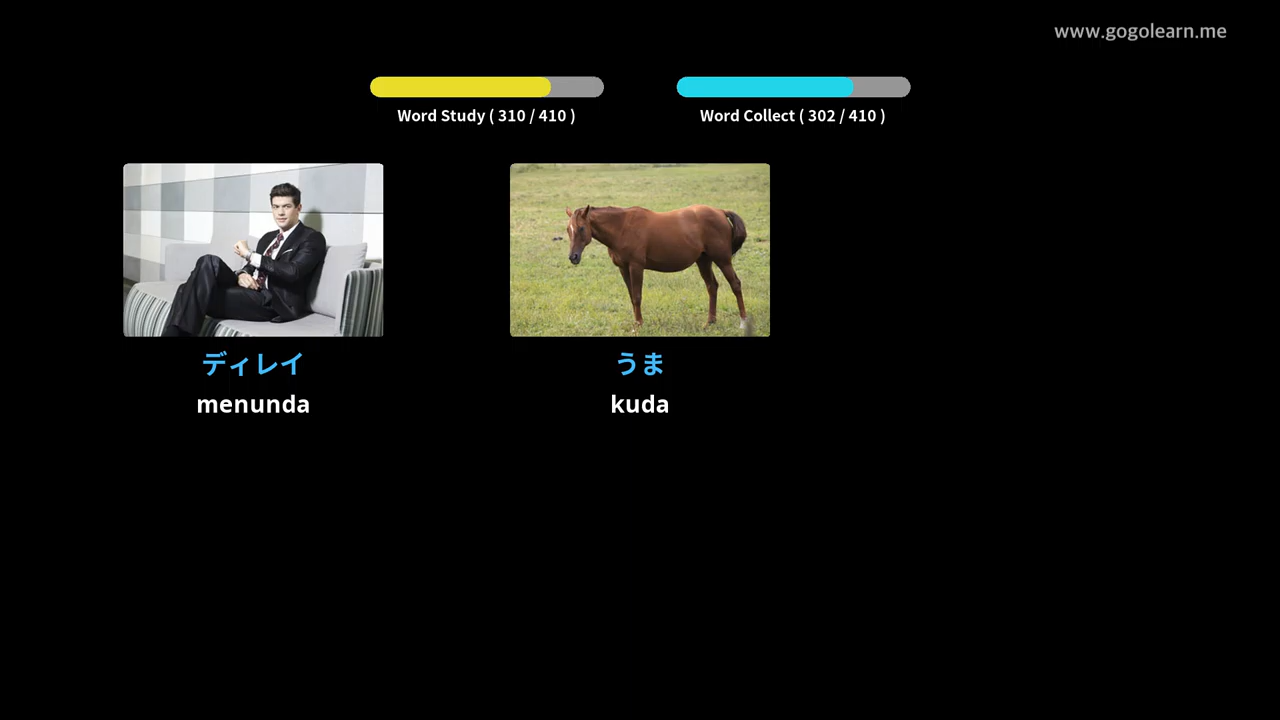 www.gogolearn.me
Word Study ( 310 / 410 )
Word Collect ( 302 / 410 )
ディレイ
menunda
うま
kuda